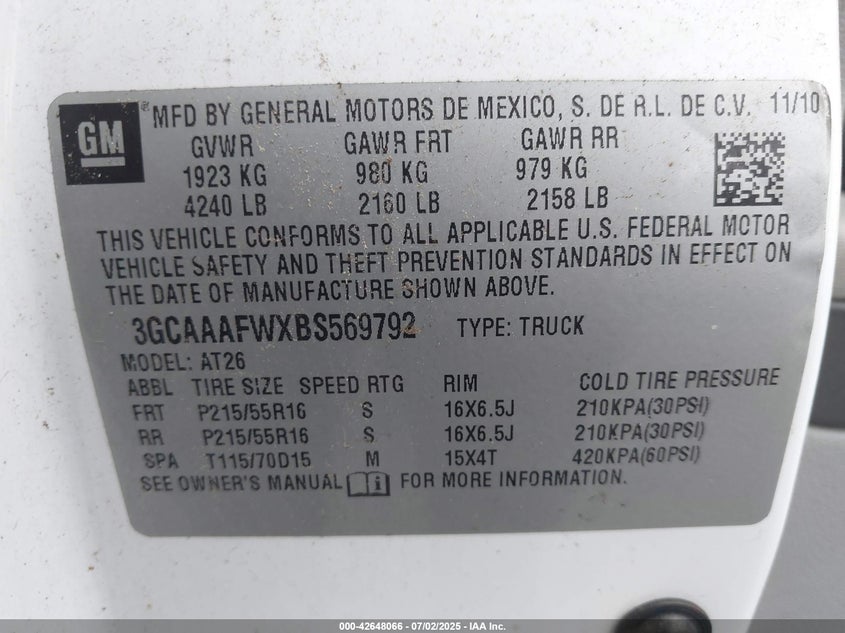 GM ® MFD BY GENERAL MOTORS DE MEXICO, S. DE R.L. DE C.V. 11/10
GVWR GAWR FRT GAWR RR
1923 KG 980 KG 979 KG
4240 LB 2160 LB 2158 LB
THIS VEHICLE CONFORMS TO ALL APPLICABLE U.S. FEDERAL MOTOR
VEHICLE SAFETY AND THEFT PREVENTION STANDARDS IN EFFECT ON
THE DATE OF MANUFACTURE SHOWN ABOVE.
3GCAAAFWXBS569792 TYPE: TRUCK
MODEL: AT26
ABBL TIRE SIZE SPEED RTG RIM COLD TIRE PRESSURE
FRT P215/55R16 S 16X6.5J 210KPA(30PSI)
RR P215/55R16 S 16X6.5J 210KPA(30PSI)
SPA T115/70D15 M 15X4T 420KPA(60PSI)
SEE OWNER'S MANUAL FOR MORE INFORMATION.
000-42648066 - 07/02/2025 - IAA Inc.